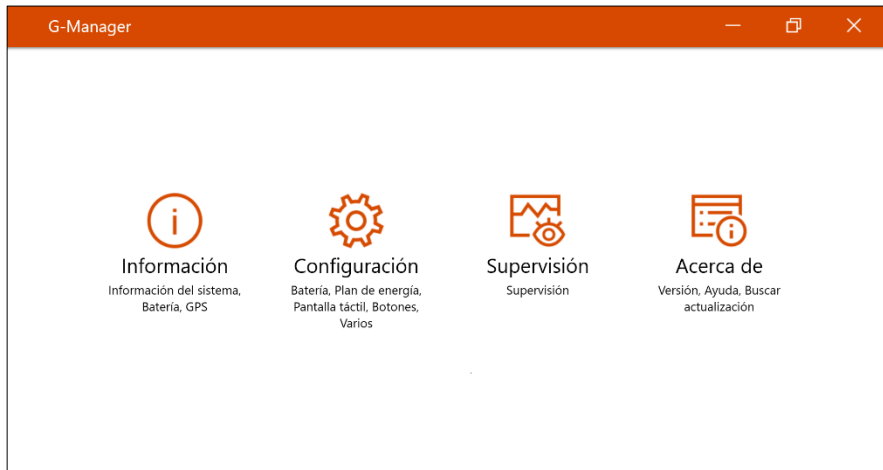 G-Manager
Información
Información del sistema,
Batería, GPS
Configuración
Batería, Plan de energía,
Pantalla táctil, Botones,
Varios
Supervisión
Supervisión
Acerca de
Versión, Ayuda, Buscar
actualización